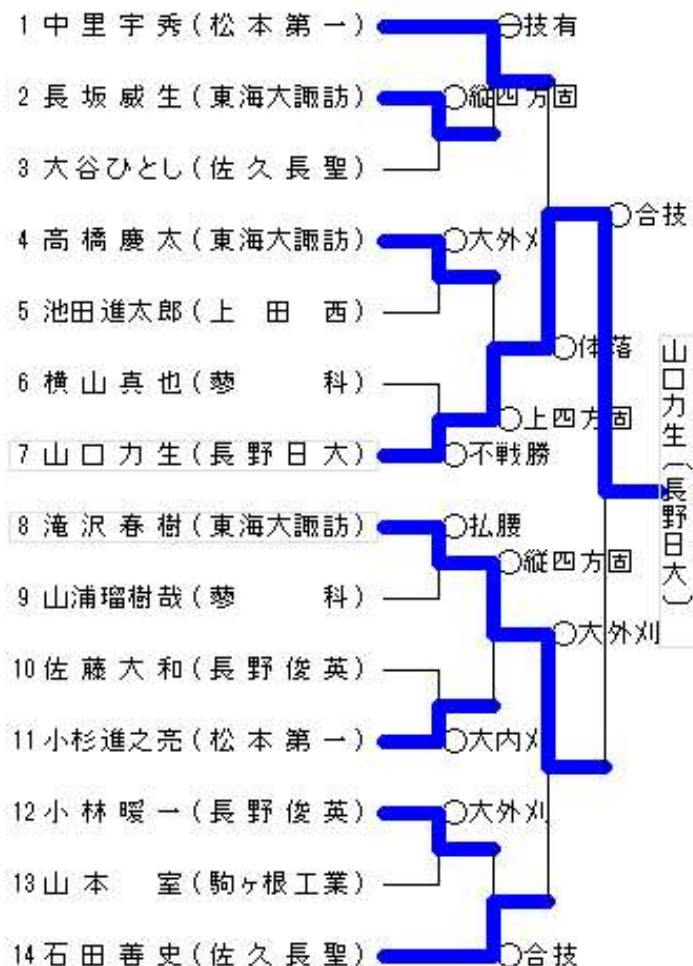 1 中里宇秀(松本第一)
○技有
2 長坂威生(東海大諏訪)
○縦四方固
3 大谷ひとし(佐久長聖)
○合技
4 高橋慶太(東海大諏訪)
○大外刈
5 池田進太郎(上田西)
○体落
6 横山真也(蓼科)
○上四方固
7 山口力生(長野日大)
○不戦勝
山口力生(長野日大)
8 滝沢春樹(東海大諏訪)
○払腰
○縦四方固
9 山浦瑠樹哉(蓼科)
○大外刈
10 佐藤大和(長野俊英)
11 小杉進之亮(松本第一)
○大内刈
12 小林暖一(長野俊英)
○大外刈
13 山本室(駒ヶ根工業)
14 石田善史(佐久長聖)
○合技